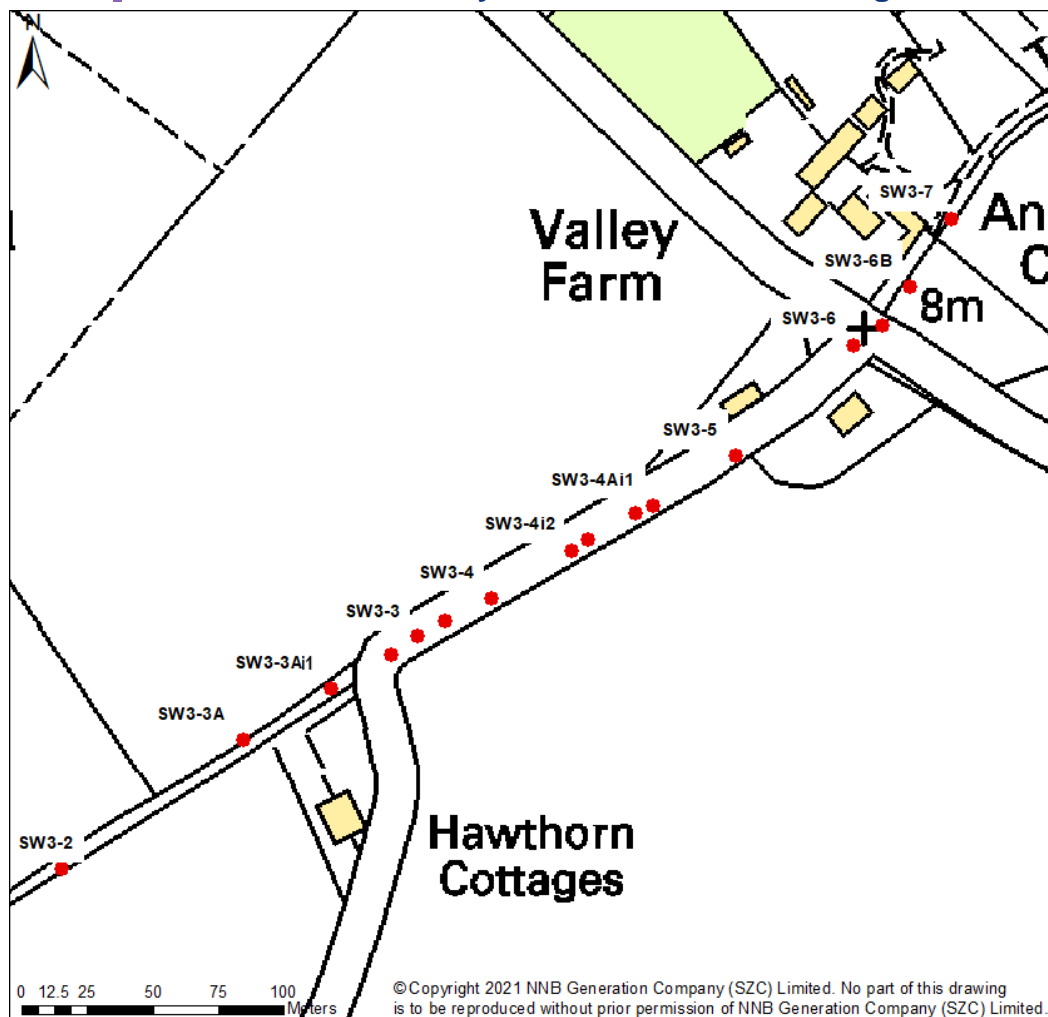 N
SW3-7
An
Valley
Farm
C
SW3-6B
8m
SW3-6
SW3-5
SW3-4Ai1
SW3-4i2
SW3-4
SW3-3
SW3-3Ai1
SW3-3A
Hawthorn
Cottages
SW3-2
0 12.5 25 50 75 100
Meters
© Copyright 2021 NNB Generation Company (SZC) Limited. No part of this drawing
is to be reproduced without prior permission of NNB Generation Company (SZC) Limited.